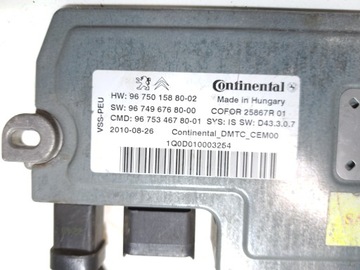 Continental
VSS-PEU
HW: 96 750 158 80-02
Made in Hungary
SW: 96 749 676 80-00
COFOR 25867R 01
CMD: 96 753 467 80-01 SYS: IS SW: D43.3.0.7
2010-08-26
Continental_DMTC_CEM00
1Q0D010003254